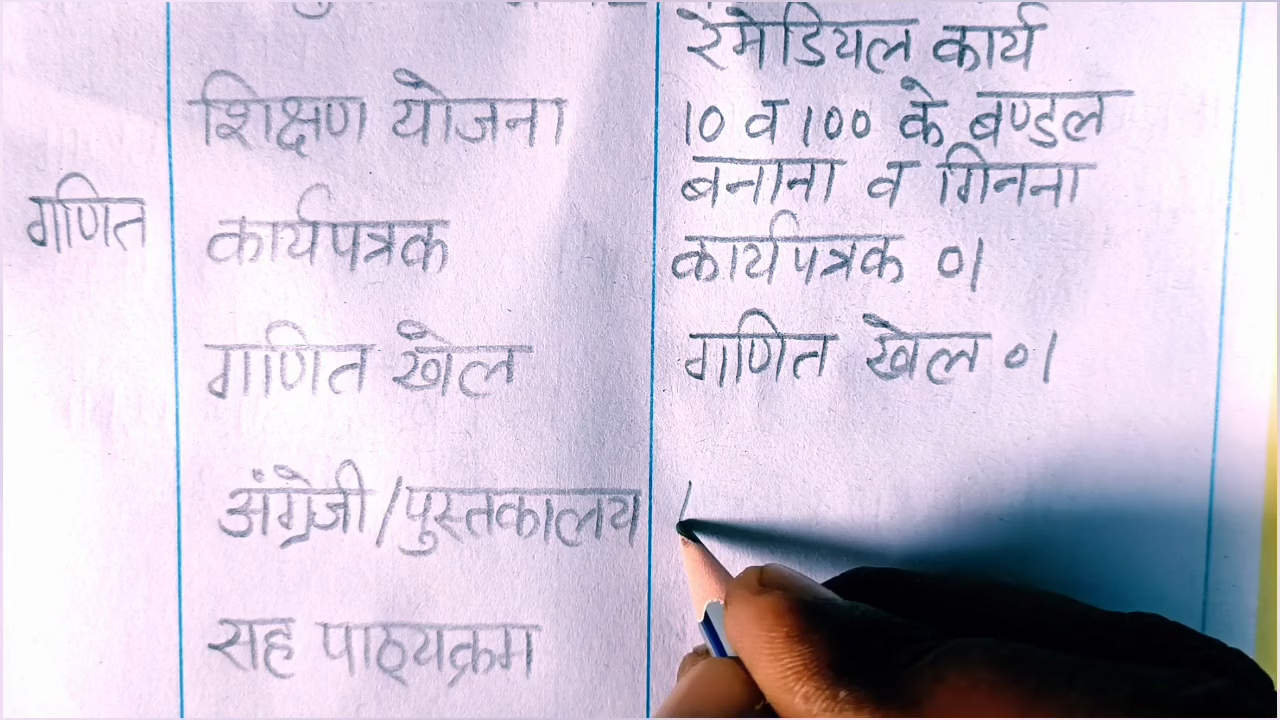 रेमेडियल कार्य
शिक्षण योजना
10 व 100 के बण्डल
बनाना व गिनना
गणित
कार्यपत्रक
कार्यपत्रक 01
गणित खेल
गणित खेल 01
अंग्रेजी/पुस्तकालय
सह पाठ्यक्रम